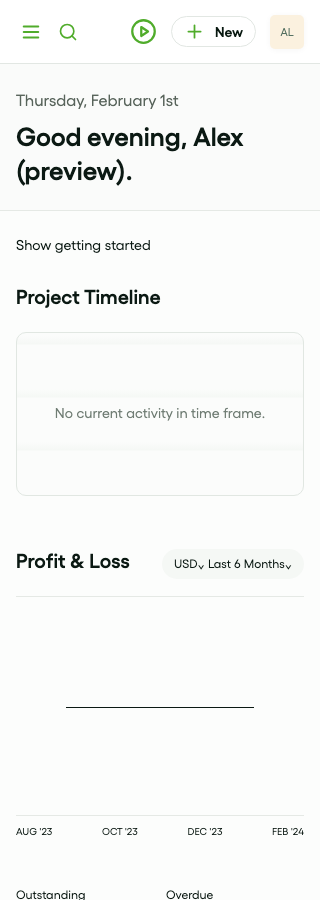 New
AL
Thursday, February 1st
Good evening, Alex
(preview).
Show getting started
Project Timeline
No current activity in time frame.
Profit & Loss
USD Last 6 Months
AUG '23 OCT '23 DEC '23 FEB '24
Outstanding Overdue